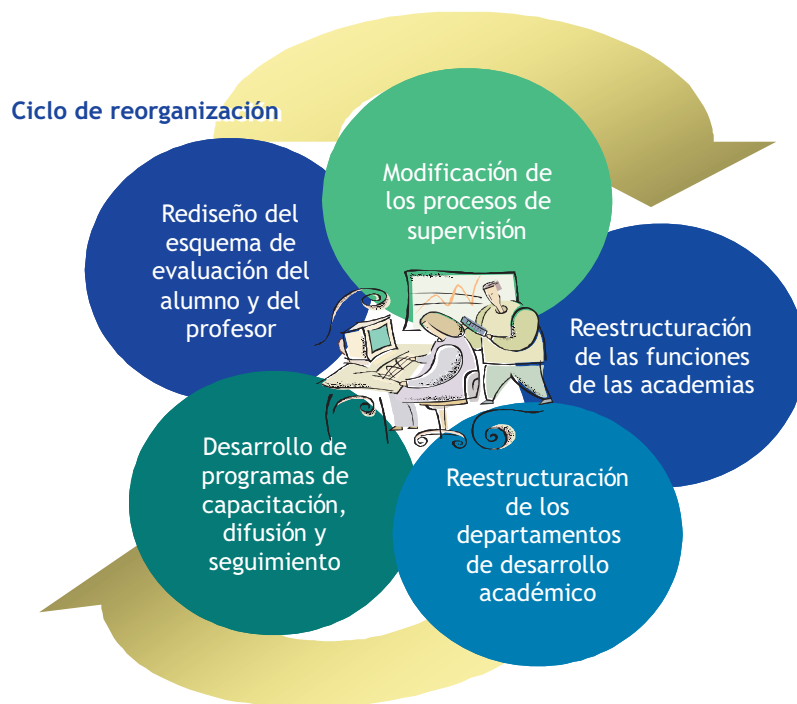 Ciclo de reorganización
Modificación de
los procesos de
supervisión
Reestructuración
de las funciones
de las academias
Reestructuración
de los
departamentos
de desarrollo
académico
Desarrollo de
programas de
capacitación,
difusión y
seguimiento
Rediseño del
esquema de
evaluación del
alumno y del
profesor